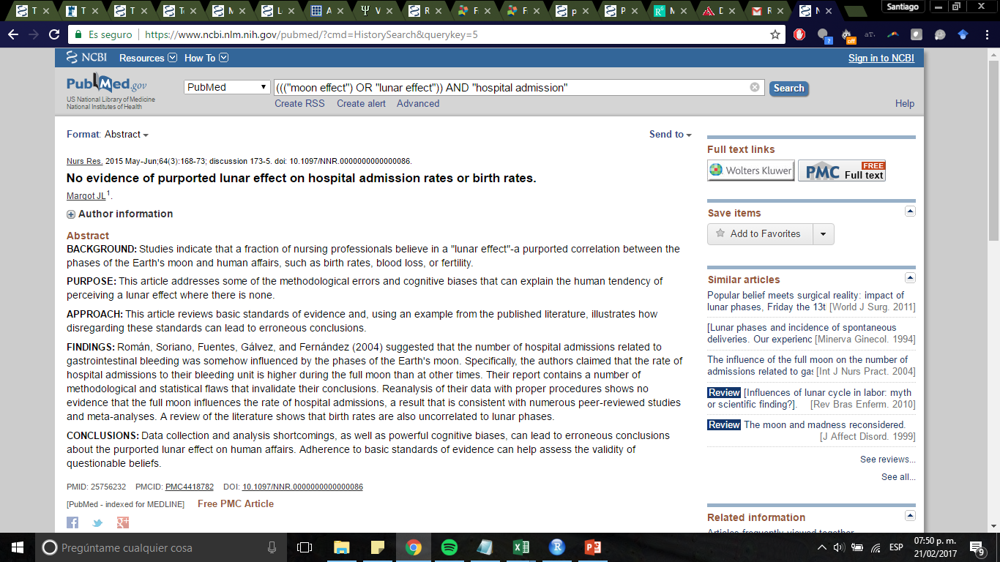 T
T
T
T
M
L
A
V
R
F
F
p
P
M
D
R
N
Santiago
Es seguro
https://www.ncbi.nlm.nih.gov/pubmed/?cmd=HistorySearch&querykey=5
?
off
aT.
NCBI Resources How To Sign in to NCBI
PubMed.gov
US National Library of Medicine
National Institutes of Health
PubMed
((("moon effect") OR "lunar effect")) AND "hospital admission"
Search
Create RSS Create alert Advanced
Help
Format: Abstract
Send to
Nurs Res. 2015 May-Jun;64(3):168-73; discussion 173-5. doi: 10.1097/NNR.0000000000000086.
No evidence of purported lunar effect on hospital admission rates or birth rates.
Margot JL1.
Author information
Abstract
BACKGROUND: Studies indicate that a fraction of nursing professionals believe in a "lunar effect"-a purported correlation between the
phases of the Earth's moon and human affairs, such as birth rates, blood loss, or fertility.
PURPOSE: This article addresses some of the methodological errors and cognitive biases that can explain the human tendency of
perceiving a lunar effect where there is none.
APPROACH: This article reviews basic standards of evidence and, using an example from the published literature, illustrates how
disregarding these standards can lead to erroneous conclusions.
FINDINGS: Román, Soriano, Fuentes, Gálvez, and Fernández (2004) suggested that the number of hospital admissions related to
gastrointestinal bleeding was somehow influenced by the phases of the Earth's moon. Specifically, the authors claimed that the rate of
hospital admissions to their bleeding unit is higher during the full moon than at other times. Their report contains a number of
methodological and statistical flaws that invalidate their conclusions. Reanalysis of their data with proper procedures shows no
evidence that the full moon influences the rate of hospital admissions, a result that is consistent with numerous peer-reviewed studies
and meta-analyses. A review of the literature shows that birth rates are also uncorrelated to lunar phases.
CONCLUSIONS: Data collection and analysis shortcomings, as well as powerful cognitive biases, can lead to erroneous conclusions
about the purported lunar effect on human affairs. Adherence to basic standards of evidence can help assess the validity of
questionable beliefs.
PMID: 25756232 PMCID: PMC4418782 DOI: 10.1097/NNR.0000000000000086
[PubMed - indexed for MEDLINE] Free PMC Article
Full text links
Wolters Kluwer
PMC FREE Full text
Save items
Add to Favorites
Similar articles
Popular belief meets surgical reality: impact of
lunar phases, Friday the 13t [World J Surg. 2011]
[Lunar phases and incidence of spontaneous
deliveries. Our experienc [Minerva Ginecol. 1994]
The influence of the full moon on the number of
admissions related to gas [Int J Nurs Pract. 2004]
Review [Influences of lunar cycle in labor: myth
or scientific finding?]. [Rev Bras Enferm. 2010]
Review The moon and madness reconsidered.
[J Affect Disord. 1999]
See reviews...
See all...
Related information
Articles frequently viewed together
Pregúntame cualquier cosa
ESP
07:50 p. m.
21/02/2017
9